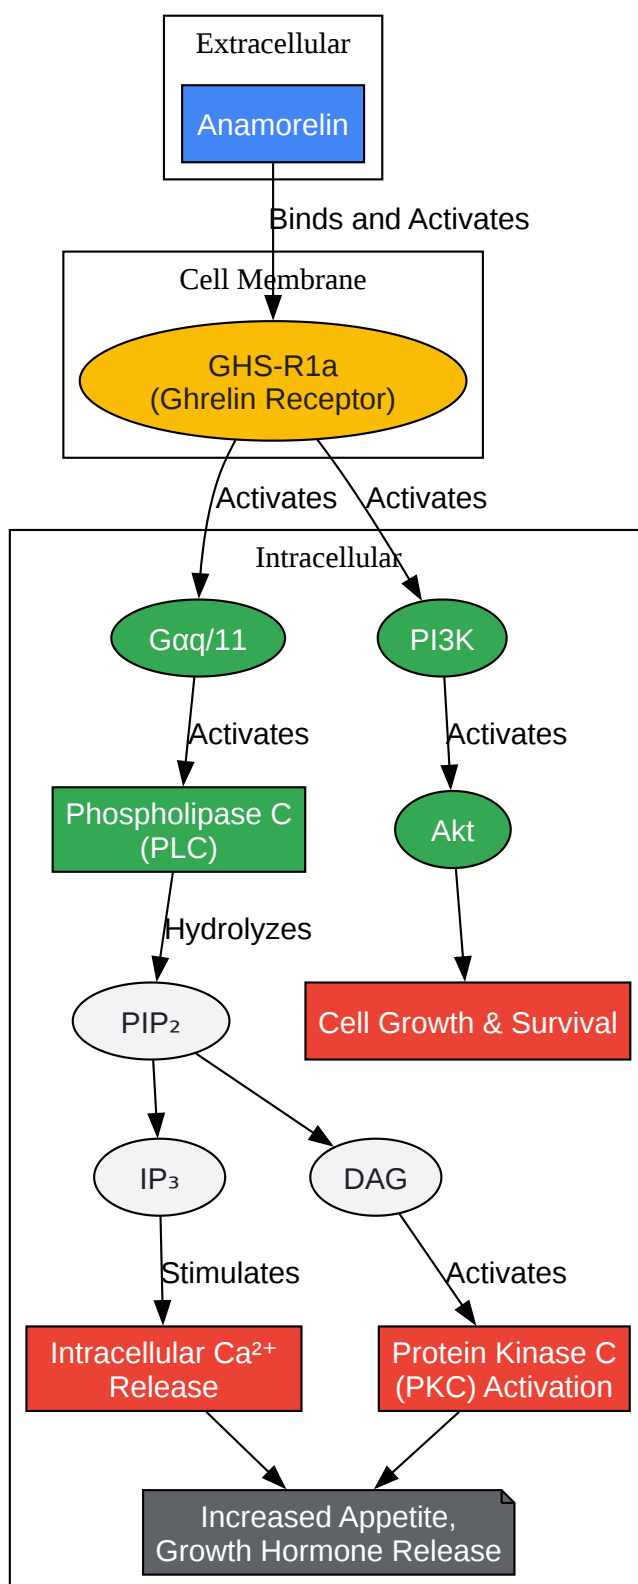 Extracellular
Anamorelin
Binds and Activates
Cell Membrane
GHS-R1a
(Ghrelin Receptor)
Activates
Activates
Intracellular
Gαq/11
PI3K
Activates
Activates
Phospholipase C
(PLC)
Akt
Hydrolyzes
PIP₂
Cell Growth & Survival
IP₃
DAG
Stimulates
Activates
Intracellular Ca²⁺
Release
Protein Kinase C
(PKC) Activation
Increased Appetite,
Growth Hormone Release